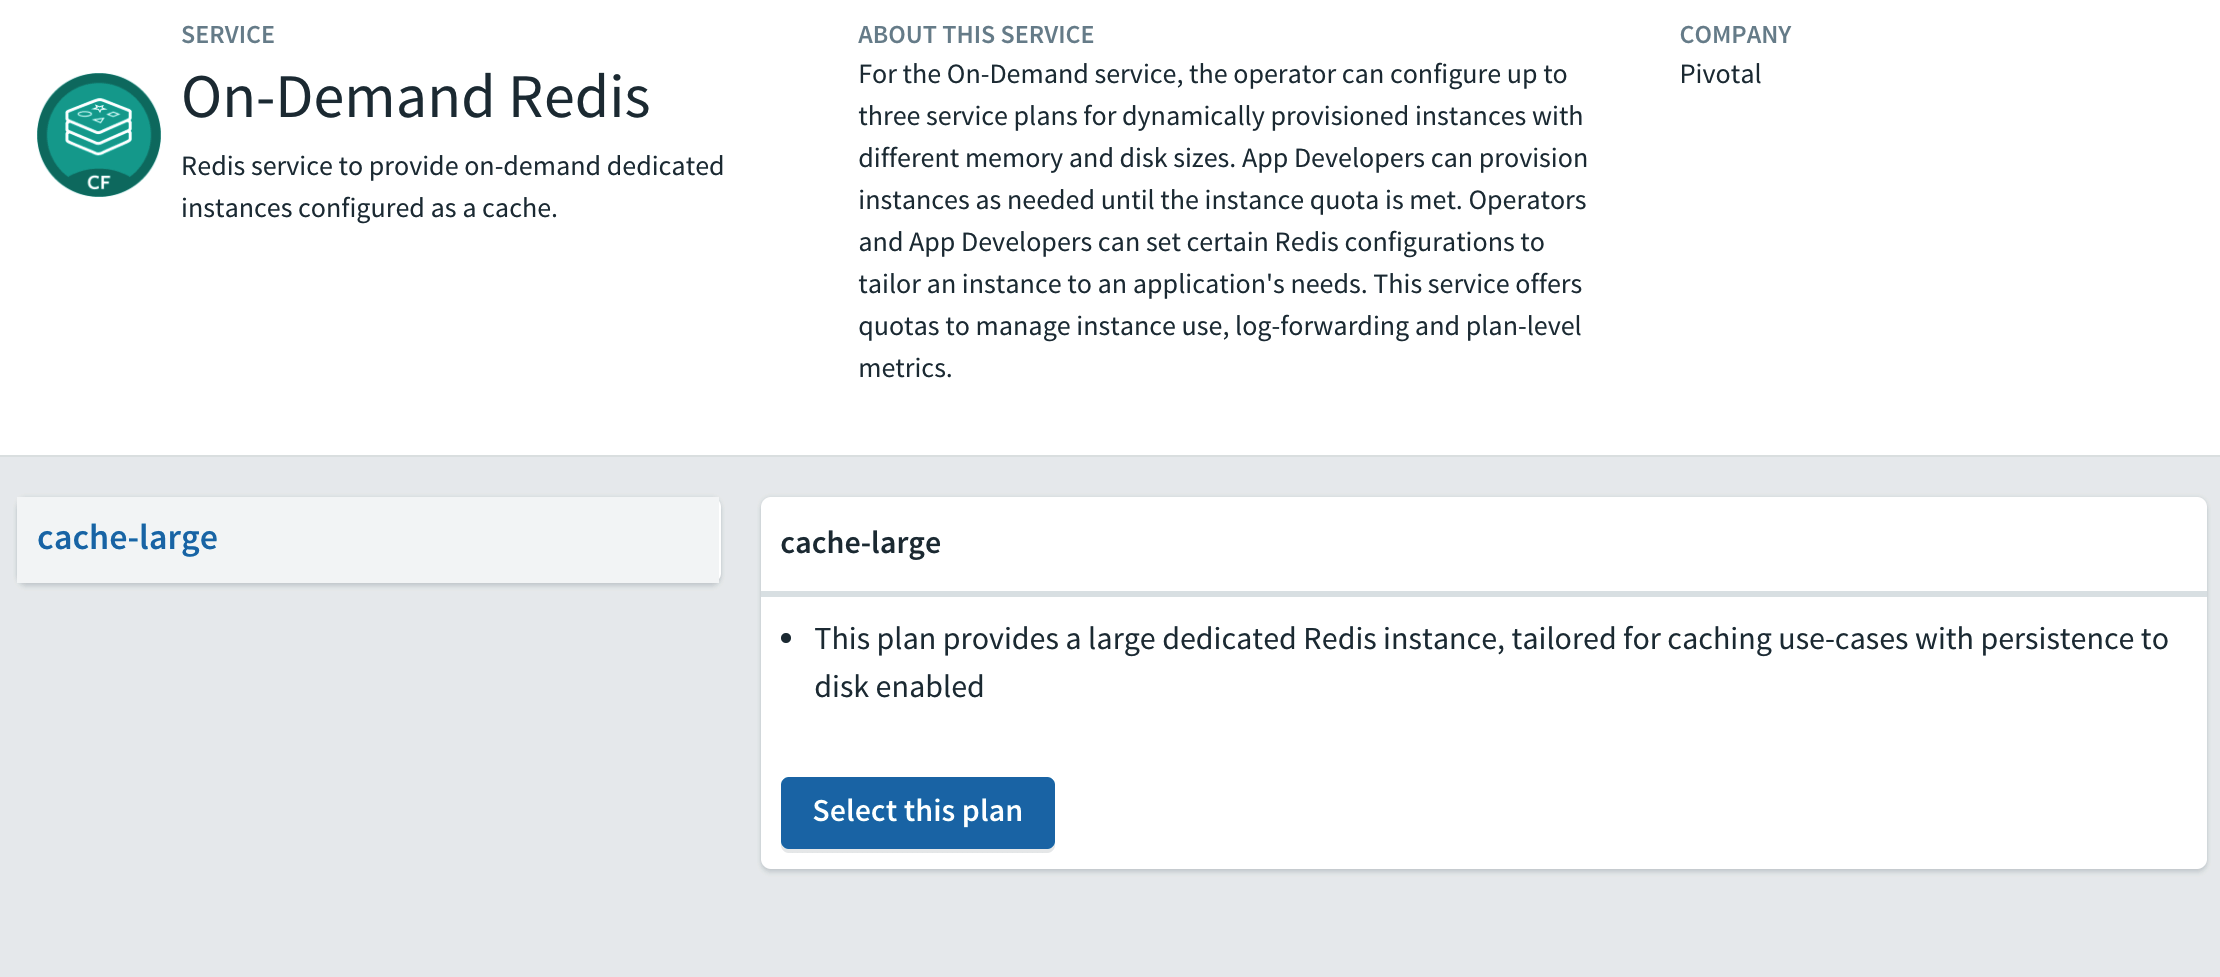 SERVICE
On-Demand Redis
Redis service to provide on-demand dedicated
instances configured as a cache.
CF
ABOUT THIS SERVICE
For the On-Demand service, the operator can configure up to
three service plans for dynamically provisioned instances with
different memory and disk sizes. App Developers can provision
instances as needed until the instance quota is met. Operators
and App Developers can set certain Redis configurations to
tailor an instance to an application's needs. This service offers
quotas to manage instance use, log-forwarding and plan-level
metrics.
COMPANY
Pivotal
cache-large
cache-large
• This plan provides a large dedicated Redis instance, tailored for caching use-cases with persistence to
disk enabled
Select this plan